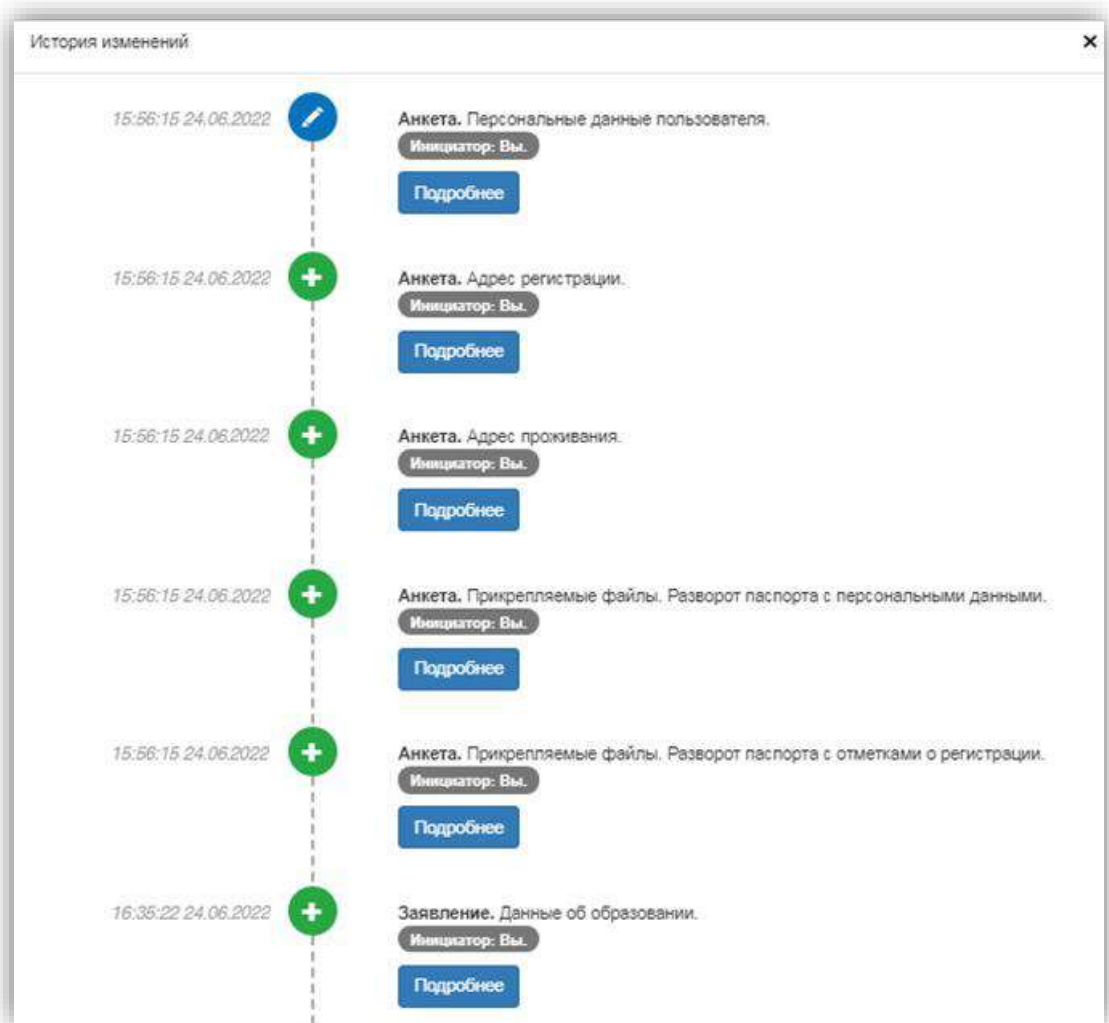 История изменений
15:56:15 24.06.2022 Анкета. Персональные данные пользователя.
Инициатор: Вы.
Подробнее
15:56:15 24.06.2022 Анкета. Адрес регистрации.
Инициатор: Вы.
Подробнее
15:56:15 24.06.2022 Анкета. Адрес проживания.
Инициатор: Вы.
Подробнее
15:56:15 24.06.2022 Анкета. Прикрепляемые файлы. Разворот паспорта с персональными данными.
Инициатор: Вы.
Подробнее
15:56:15 24.06.2022 Анкета. Прикрепляемые файлы. Разворот паспорта с отметками о регистрации.
Инициатор: Вы.
Подробнее
16:35:22 24.06.2022 Заявление. Данные об образовании.
Инициатор: Вы.
Подробнее